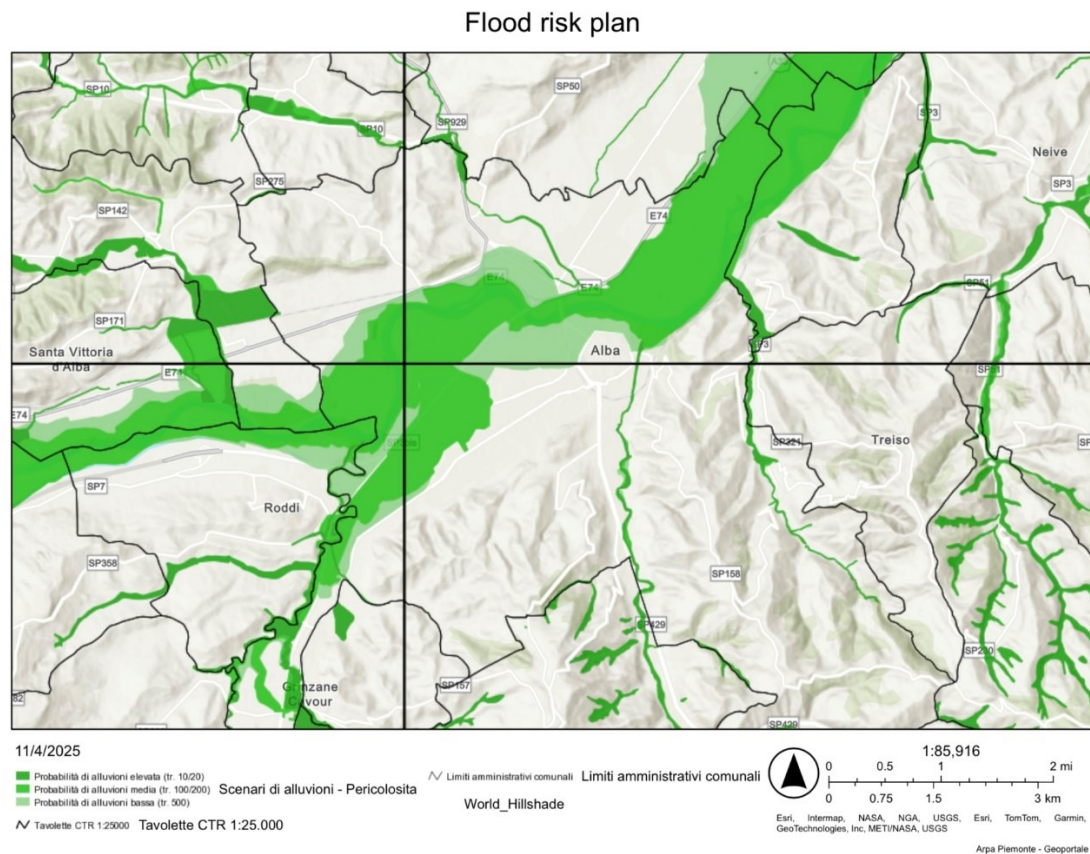 Flood risk plan
SP10
SP50
SP929
SP10
SP3
Neive
SP275
SP3
SP142
E74
E74
E74
SP51
SP171
Santa Vittoria
d'Alba
Alba
E74
SP321
Treiso
SP7
Roddi
SP358
SP158
SP429
Grinzane
Cavour
SP157
SP429
11/4/2025
Probabilità di alluvioni elevata (tr. 10/20)
Probabilità di alluvioni media (tr. 100/200)
Probabilità di alluvioni bassa (tr. 500)
Scenari di alluvioni - Pericolosita
Tavolette CTR 1:25000 Tavolette CTR 1:25.000
Limiti amministrativi comunali Limiti amministrativi comunali
World_Hillshade
1:85,916
0 0.5 1 2 mi
0 0.75 1.5 3 km
Esri, Intermap, NASA, NGA, USGS, Esri, TomTom, Garmin,
GeoTechnologies, Inc, METI/NASA, USGS
Arpa Piemonte - Geoportale